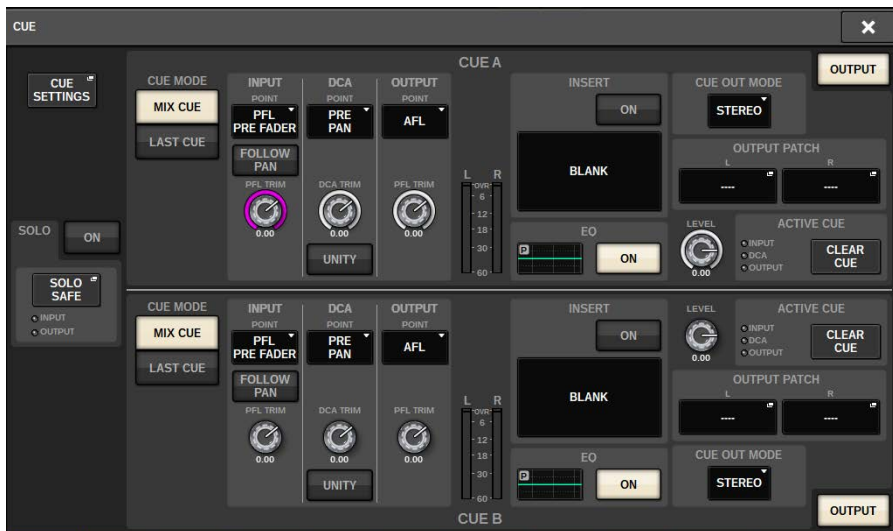 CUE
CUE A
OUTPUT
CUE SETTINGS
SOLO
ON
SOLO SAFE
INPUT
OUTPUT
CUE MODE
MIX CUE
LAST CUE
INPUT
POINT
PFL PRE FADER
FOLLOW PAN
PFL TRIM
0.00
DCA
POINT
PRE PAN
DCA TRIM
0.00
UNITY
OUTPUT
POINT
AFL
PFL TRIM
0.00
L R
OVR
6
12
18
30
60
INSERT
ON
BLANK
EQ
P
ON
CUE OUT MODE
STEREO
OUTPUT PATCH
L R
---- ----
LEVEL
0.00
ACTIVE CUE
INPUT
DCA
OUTPUT
CLEAR CUE
CUE MODE
MIX CUE
LAST CUE
INPUT
POINT
PFL PRE FADER
FOLLOW PAN
PFL TRIM
0.00
DCA
POINT
PRE PAN
DCA TRIM
0.00
UNITY
OUTPUT
POINT
AFL
PFL TRIM
0.00
L R
OVR
6
12
18
30
60
INSERT
ON
BLANK
EQ
P
ON
LEVEL
0.00
ACTIVE CUE
INPUT
DCA
OUTPUT
CLEAR CUE
OUTPUT PATCH
L R
---- ----
CUE OUT MODE
STEREO
OUTPUT
CUE B